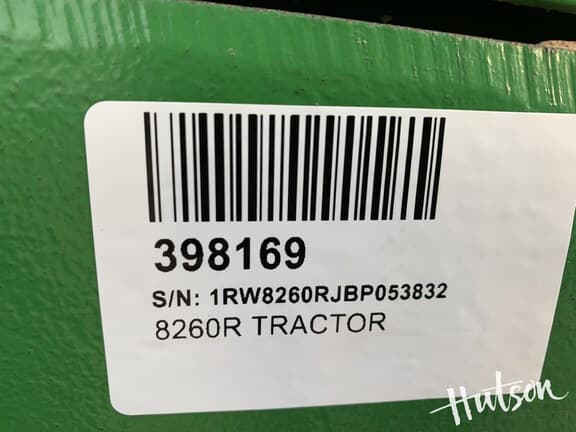 398169
S/N: 1RW8260RJBP053832
8260R TRACTOR
Hutson